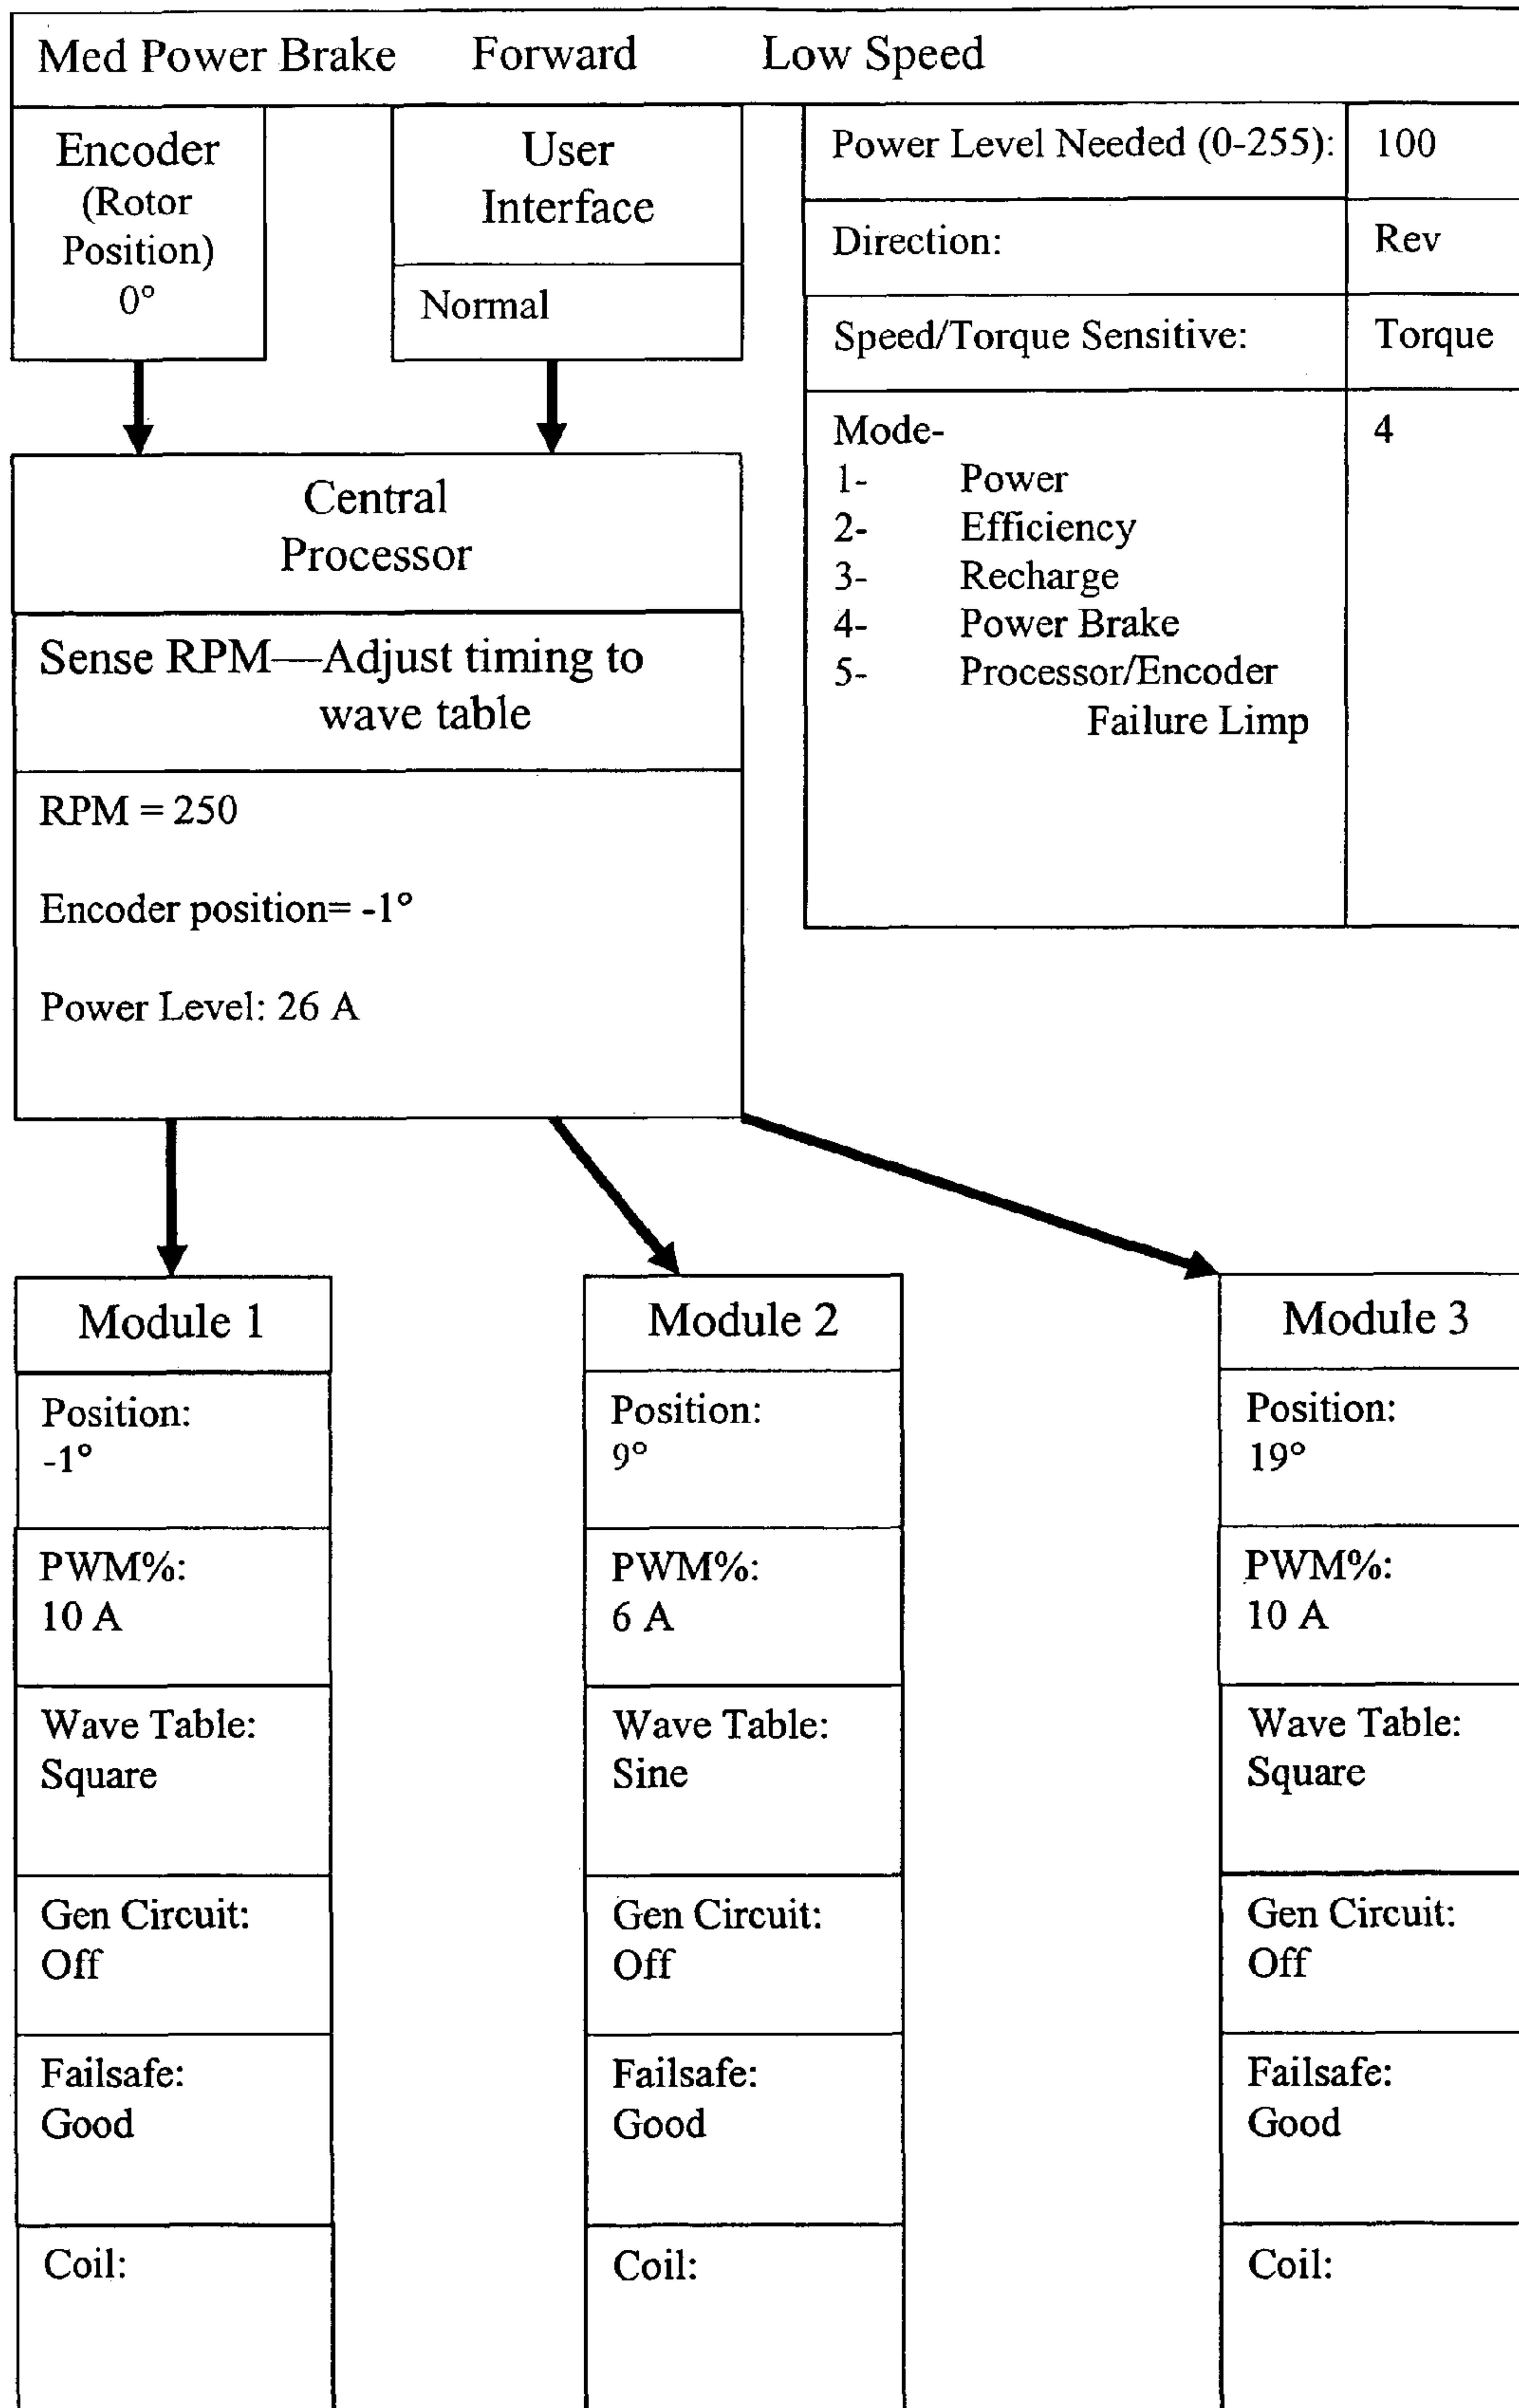 Med Power Brake Forward Low Speed
Encoder
(Rotor
Position)
0°
User
Interface
Normal
Power Level Needed (0-255): 100
Direction: Rev
Speed/Torque Sensitive: Torque
Mode- 4
1- Power
2- Efficiency
3- Recharge
4- Power Brake
5- Processor/Encoder
Failure Limp
Central
Processor
Sense RPM—Adjust timing to
wave table
RPM = 250
Encoder position= -1°
Power Level: 26 A
Module 1
Position:
-1°
PWM%:
10 A
Wave Table:
Square
Gen Circuit:
Off
Failsafe:
Good
Coil:
Module 2
Position:
9°
PWM%:
6 A
Wave Table:
Sine
Gen Circuit:
Off
Failsafe:
Good
Coil:
Module 3
Position:
19°
PWM%:
10 A
Wave Table:
Square
Gen Circuit:
Off
Failsafe:
Good
Coil: